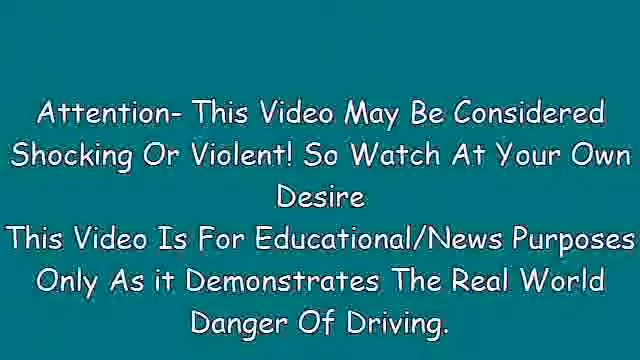 Attention- This Video May Be Considered
Shocking Or Violent! So Watch At Your Own
Desire
This Video Is For Educational/News Purposes
Only As it Demonstrates The Real World
Danger Of Driving.